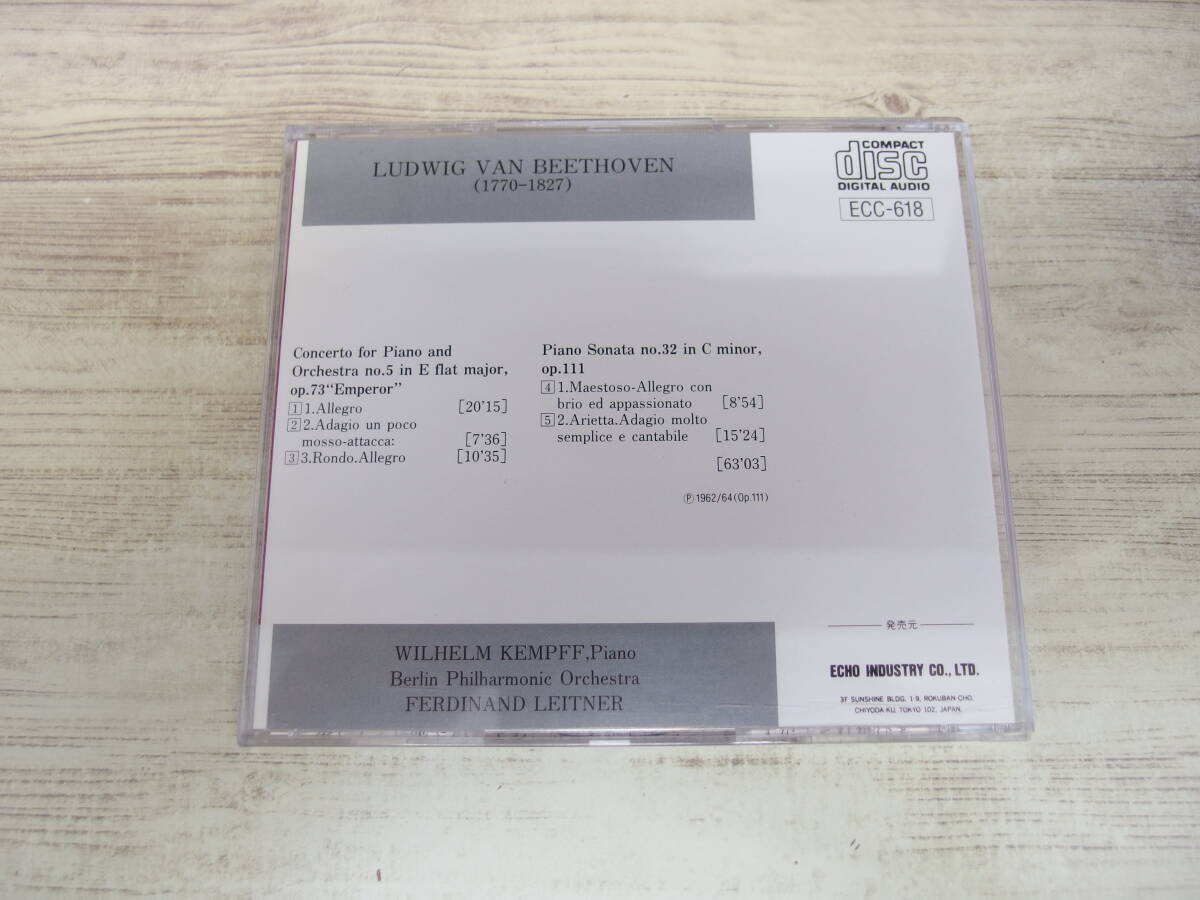 LUDWIG VAN BEETHOVEN
(1770-1827)
COMPACT
disc
DIGITAL AUDIO
ECC-618
Concerto for Piano and
Orchestra no.5 in E flat major,
op.73“Emperor”
1 1.Allegro [20'15]
2 2.Adagio un poco
mosso-attacca: [7'36]
3 3.Rondo.Allegro [10'35]
Piano Sonata no.32 in C minor,
op.111
4 1.Maestoso-Allegro con
brio ed appassionato [8'54]
5 2.Arietta.Adagio molto
semplice e cantabile [15'24]
[63'03]
Ⓟ1962/64(Op.111)
WILHELM KEMPFF,Piano
Berlin Philharmonic Orchestra
FERDINAND LEITNER
発売元
ECHO INDUSTRY CO., LTD.
3F SUNSHINE BLDG. 1-9, ROKUBAN-CHO,
CHIYODA-KU, TOKYO 102, JAPAN.